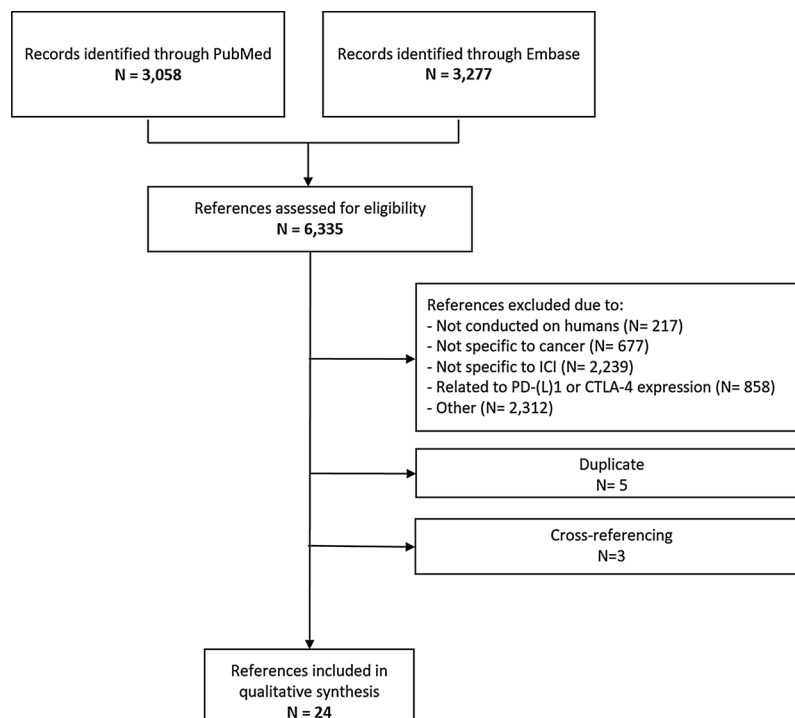 Records identified through PubMed
N = 3,058
Records identified through Embase
N = 3,277
References assessed for eligibility
N = 6,335
References excluded due to:
- Not conducted on humans (N= 217)
- Not specific to cancer (N= 677)
- Not specific to ICI (N= 2,239)
- Related to PD-(L)1 or CTLA-4 expression (N= 858)
- Other (N= 2,312)
Duplicate
N= 5
Cross-referencing
N=3
References included in
qualitative synthesis
N = 24